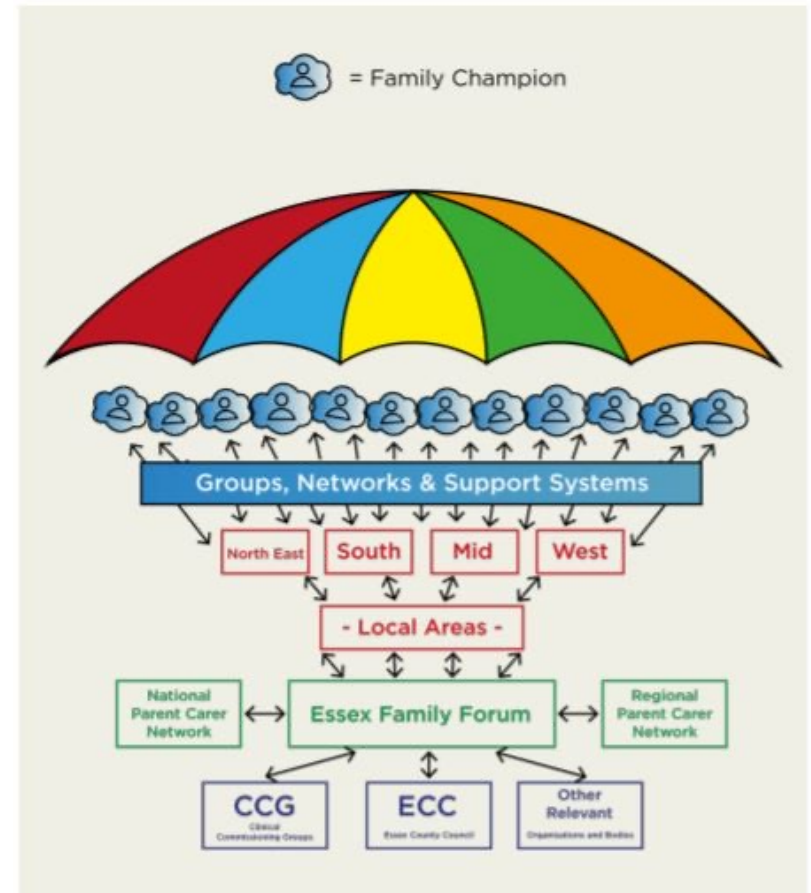 = Family Champion
Groups, Networks & Support Systems
North East
South
Mid
West
- Local Areas -
National
Parent Carer
Network
Essex Family Forum
Regional
Parent Carer
Network
CCG
Clinical
Commissioning Groups
ECC
Essex County Council
Other
Relevant
Organisations and Bodies